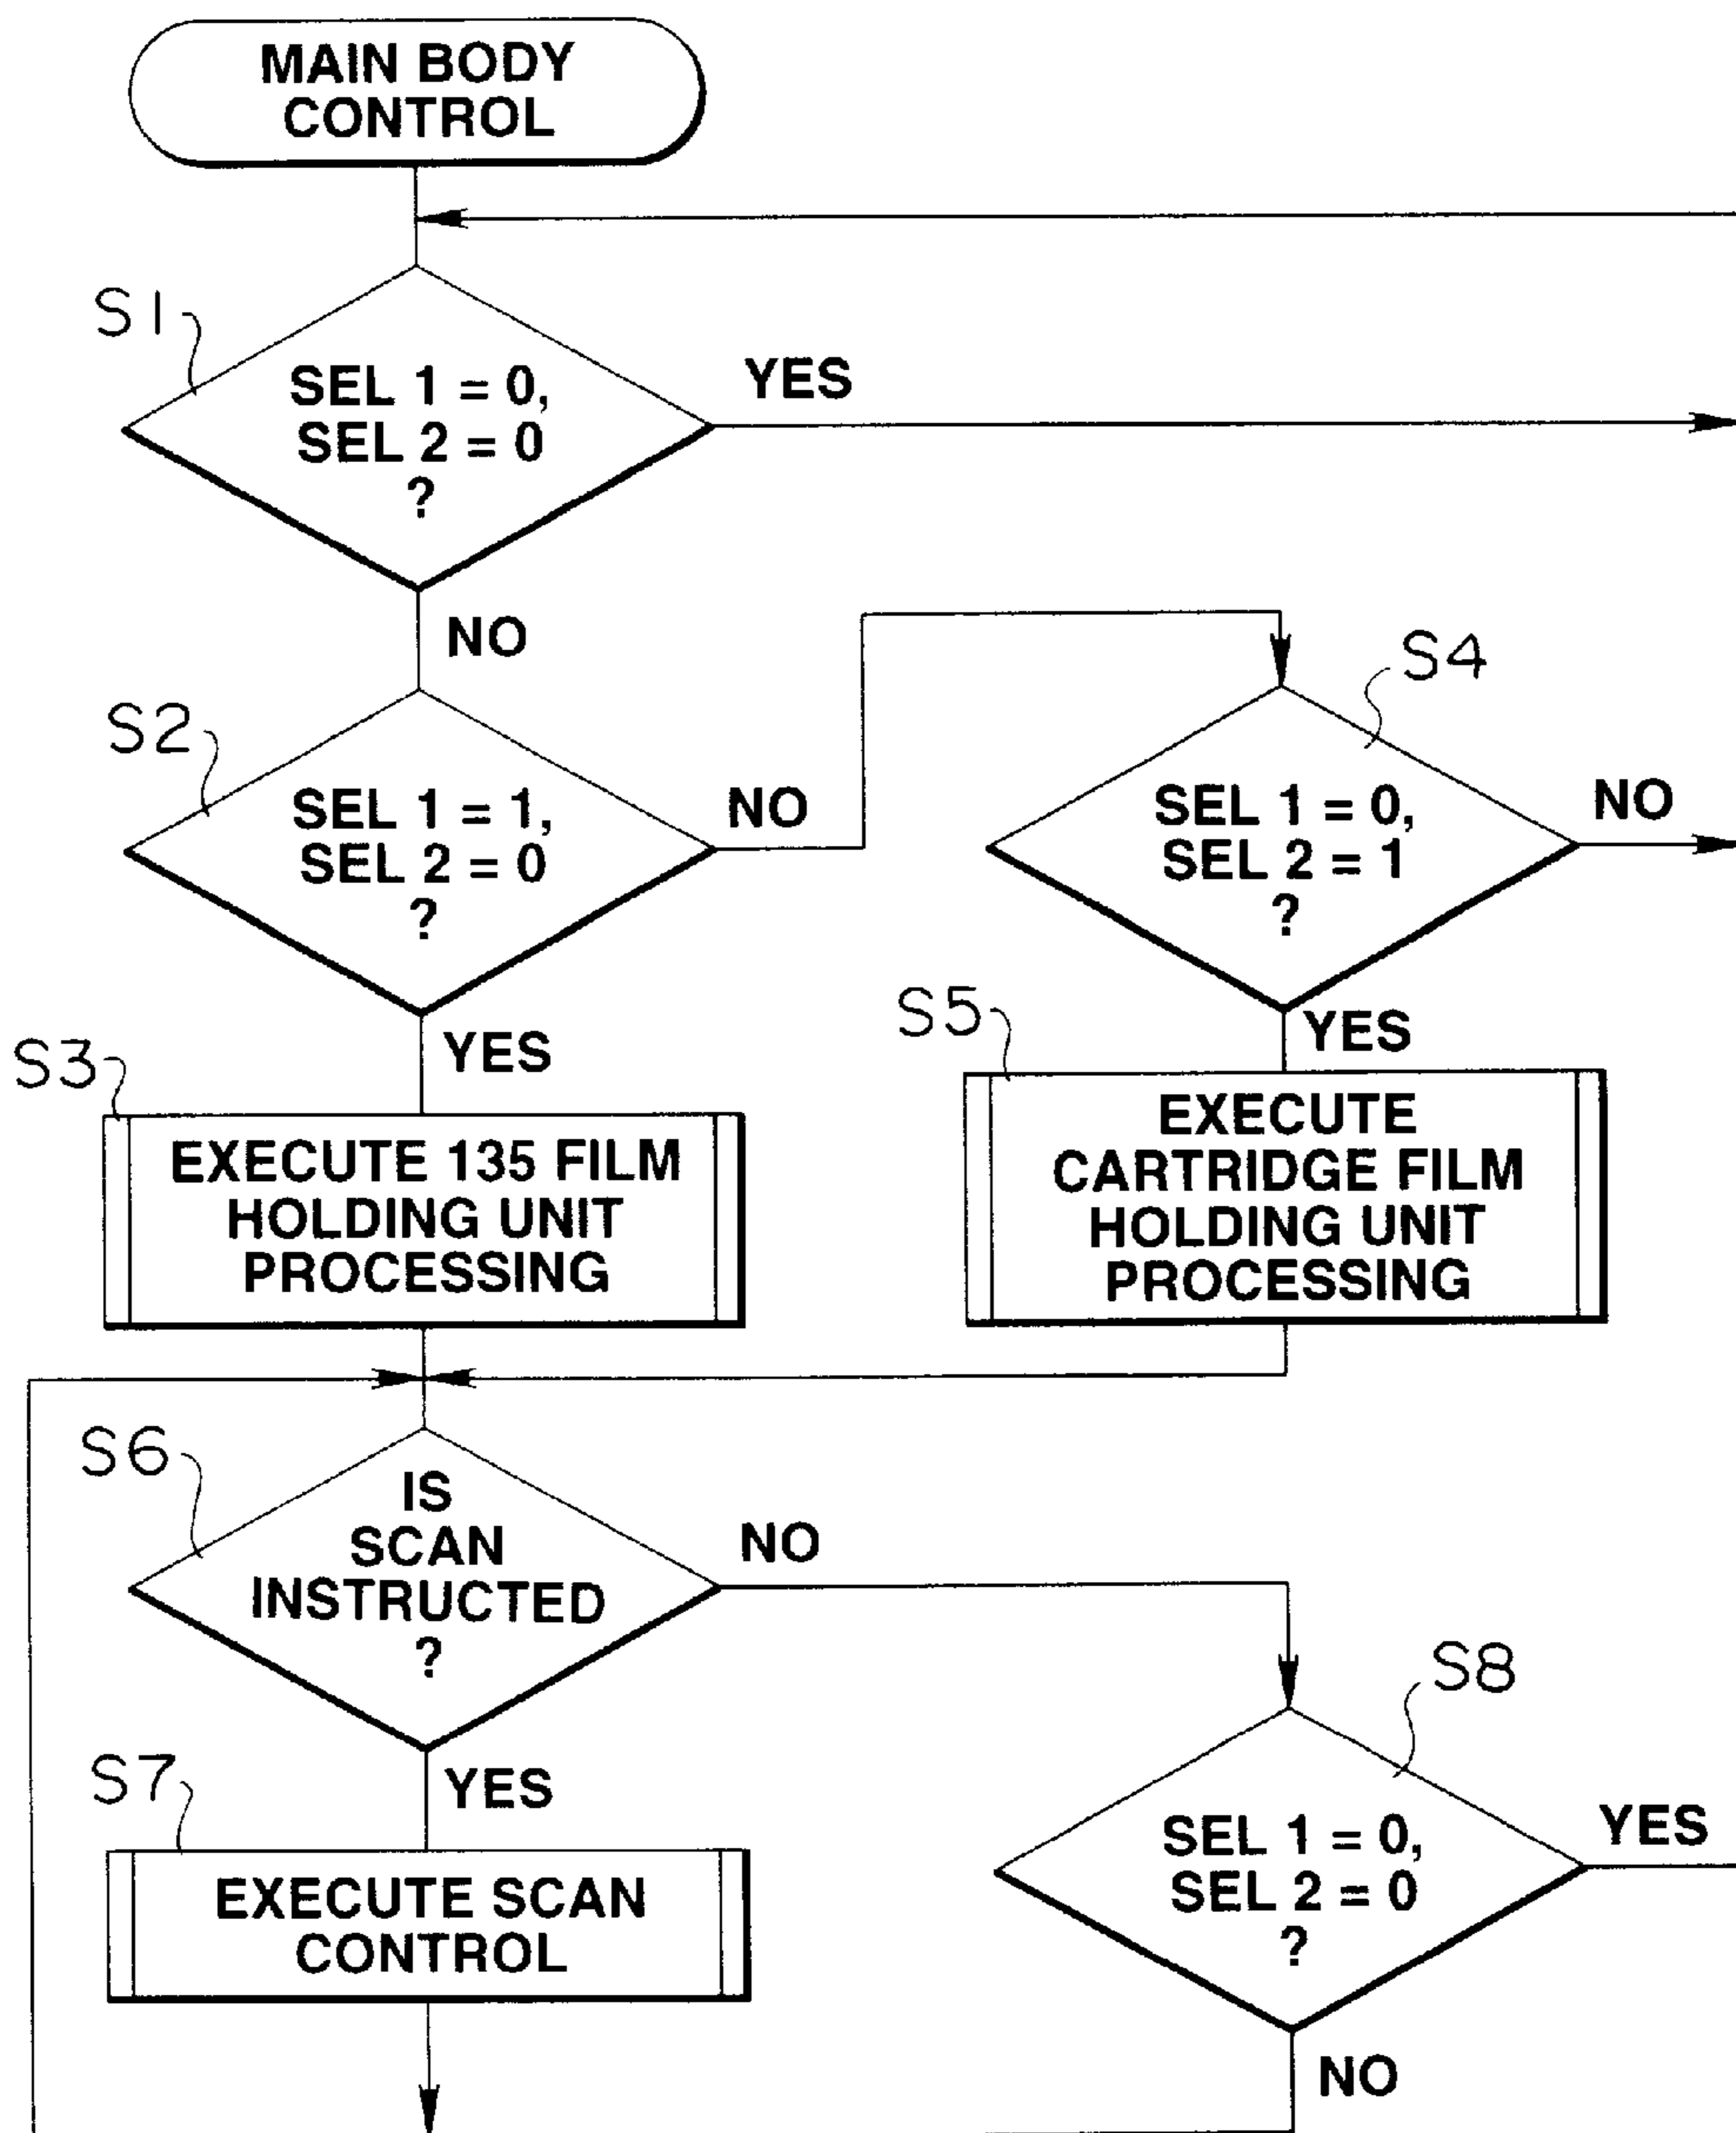 MAIN BODY
CONTROL
S1
SEL 1 = 0,
SEL 2 = 0
?
YES
NO
S2
SEL 1 = 1,
SEL 2 = 0
?
NO
YES
S4
SEL 1 = 0,
SEL 2 = 1
?
NO
YES
S3
EXECUTE 135 FILM
HOLDING UNIT
PROCESSING
S5
EXECUTE
CARTRIDGE FILM
HOLDING UNIT
PROCESSING
S6
IS
SCAN
INSTRUCTED
?
NO
YES
S7
EXECUTE SCAN
CONTROL
S8
SEL 1 = 0,
SEL 2 = 0
?
YES
NO